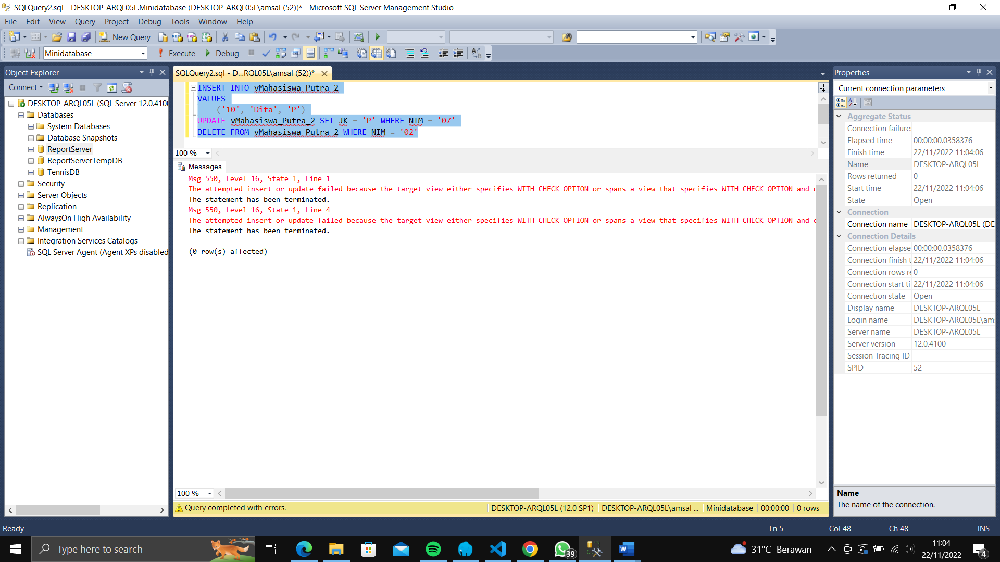 SQLQuery2.sql - DESKTOP-ARQL05L.Minidatabase (DESKTOP-ARQL05L\amsal (52))* - Microsoft SQL Server Management Studio
File Edit View Query Project Debug Tools Window Help
New Query
Minidatabase Execute Debug
Object Explorer
Connect
DESKTOP-ARQL05L (SQL Server 12.0.4100
Databases
System Databases
Database Snapshots
ReportServer
ReportServerTempDB
TennisDB
Security
Server Objects
Replication
AlwaysOn High Availability
Management
Integration Services Catalogs
SQL Server Agent (Agent XPs disabled
SQLQuery2.sql - D...RQL05L\amsal (52))*
INSERT INTO vMahasiswa_Putra_2
VALUES
('10', 'Dita', 'P')
UPDATE vMahasiswa_Putra_2 SET JK = 'P' WHERE NIM = '07'
DELETE FROM vMahasiswa_Putra_2 WHERE NIM = '02'
100 %
Messages
Msg 550, Level 16, State 1, Line 1
The attempted insert or update failed because the target view either specifies WITH CHECK OPTION or spans a view that specifies WITH CHECK OPTION and
The statement has been terminated.
Msg 550, Level 16, State 1, Line 4
The attempted insert or update failed because the target view either specifies WITH CHECK OPTION or spans a view that specifies WITH CHECK OPTION and
The statement has been terminated.
(0 row(s) affected)
100 %
Query completed with errors. DESKTOP-ARQL05L (12.0 SP1) DESKTOP-ARQL05L\amsal ... Minidatabase 00:00:00 0 rows
Properties
Current connection parameters
Aggregate Status
Connection failure
Elapsed time 00:00:00.0358376
Finish time 22/11/2022 11:04:06
Name DESKTOP-ARQL05L
Rows returned 0
Start time 22/11/2022 11:04:06
State Open
Connection
Connection name DESKTOP-ARQL05L (DE
Connection Details
Connection elapse 00:00:00.0358376
Connection finish t 22/11/2022 11:04:06
Connection rows re 0
Connection start ti 22/11/2022 11:04:06
Connection state Open
Display name DESKTOP-ARQL05L
Login name DESKTOP-ARQL05L\ams
Server name DESKTOP-ARQL05L
Server version 12.0.4100
Session Tracing ID
SPID 52
Name
The name of the connection.
Ready Ln 5 Col 48 Ch 48 INS
Type here to search
39
31°C Berawan
11:04
22/11/2022
4